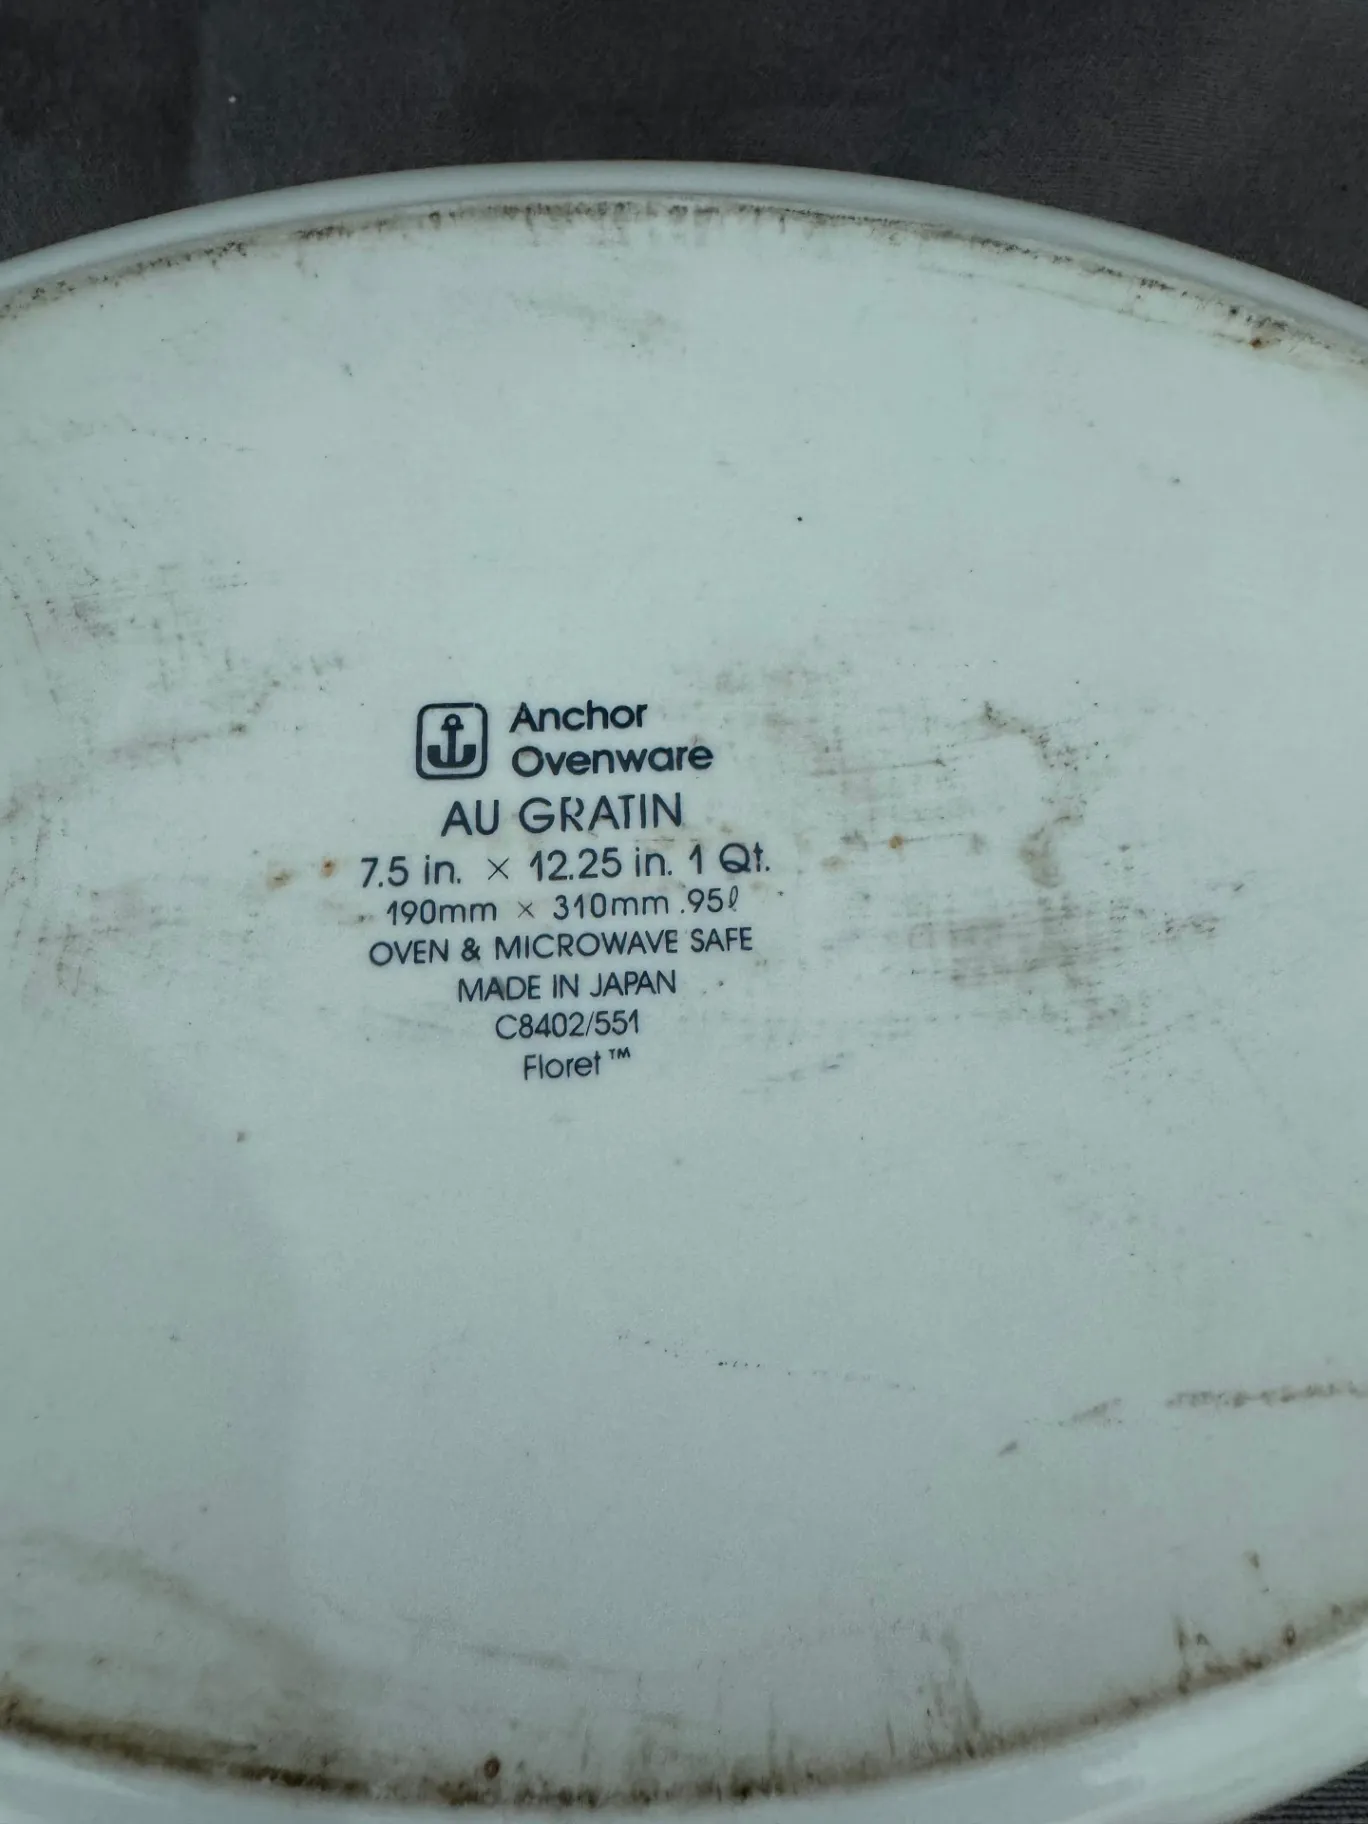 Anchor
Ovenware
AU GRATIN
7.5 in. × 12.25 in. 1 Qt.
190mm × 310mm .95ℓ
OVEN & MICROWAVE SAFE
MADE IN JAPAN
C8402/551
Floret™